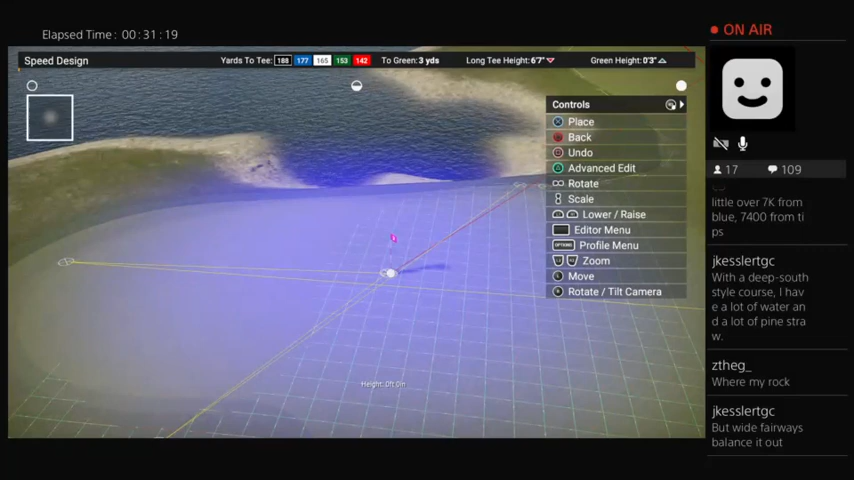 Elapsed Time : 00:31:19
ON AIR
Speed Design
Yards To Tee: 188 177 165 153 142 To Green: 3 yds Long Tee Height: 6'7" Green Height: 0'3"
Controls
Place
Back
Undo
Advanced Edit
Rotate
Scale
Lower / Raise
Editor Menu
OPTIONS Profile Menu
Zoom
Move
Rotate / Tilt Camera
Height: 0ft 0in
17 109
little over 7K from
blue, 7400 from ti
ps
jkesslertgc
With a deep-south
style course, I hav
e a lot of water an
d a lot of pine stra
w.
ztheg_
Where my rock
jkesslertgc
But wide fairways
balance it out